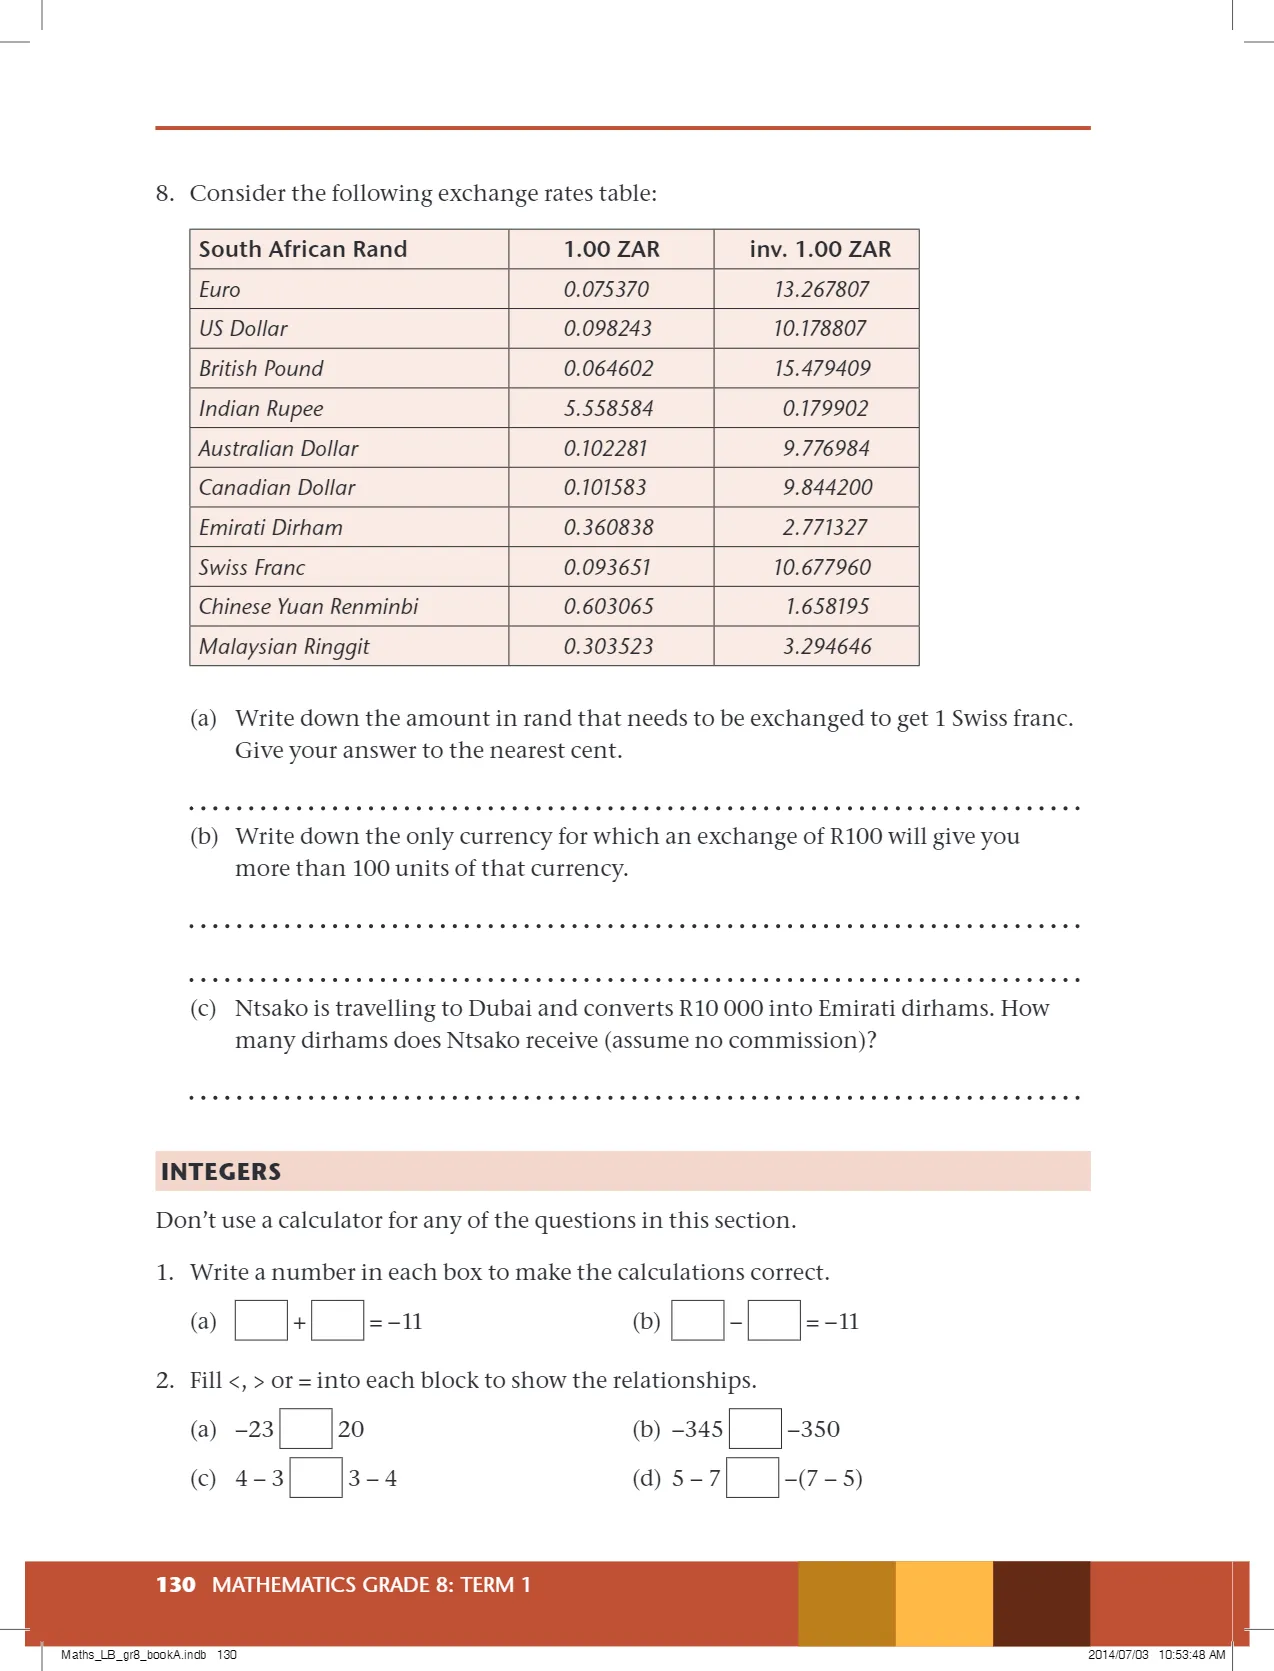 8. Consider the following exchange rates table:
South African Rand 1.00 ZAR inv. 1.00 ZAR
Euro 0.075370 13.267807
US Dollar 0.098243 10.178807
British Pound 0.064602 15.479409
Indian Rupee 5.558584 0.179902
Australian Dollar 0.102281 9.776984
Canadian Dollar 0.101583 9.844200
Emirati Dirham 0.360838 2.771327
Swiss Franc 0.093651 10.677960
Chinese Yuan Renminbi 0.603065 1.658195
Malaysian Ringgit 0.303523 3.294646
(a) Write down the amount in rand that needs to be exchanged to get 1 Swiss franc.
Give your answer to the nearest cent.
(b) Write down the only currency for which an exchange of R100 will give you
more than 100 units of that currency.
(c) Ntsako is travelling to Dubai and converts R10 000 into Emirati dirhams. How
many dirhams does Ntsako receive (assume no commission)?
INTEGERS
Don’t use a calculator for any of the questions in this section.
1. Write a number in each box to make the calculations correct.
(a) + = –11 (b) – = –11
2. Fill <, > or = into each block to show the relationships.
(a) –23 20 (b) –345 –350
(c) 4 – 3 3 – 4 (d) 5 – 7 –(7 – 5)
130 MATHEMATICS GRADE 8: TERM 1
Maths_LB_gr8_bookA.indb 130 2014/07/03 10:53:48 AM